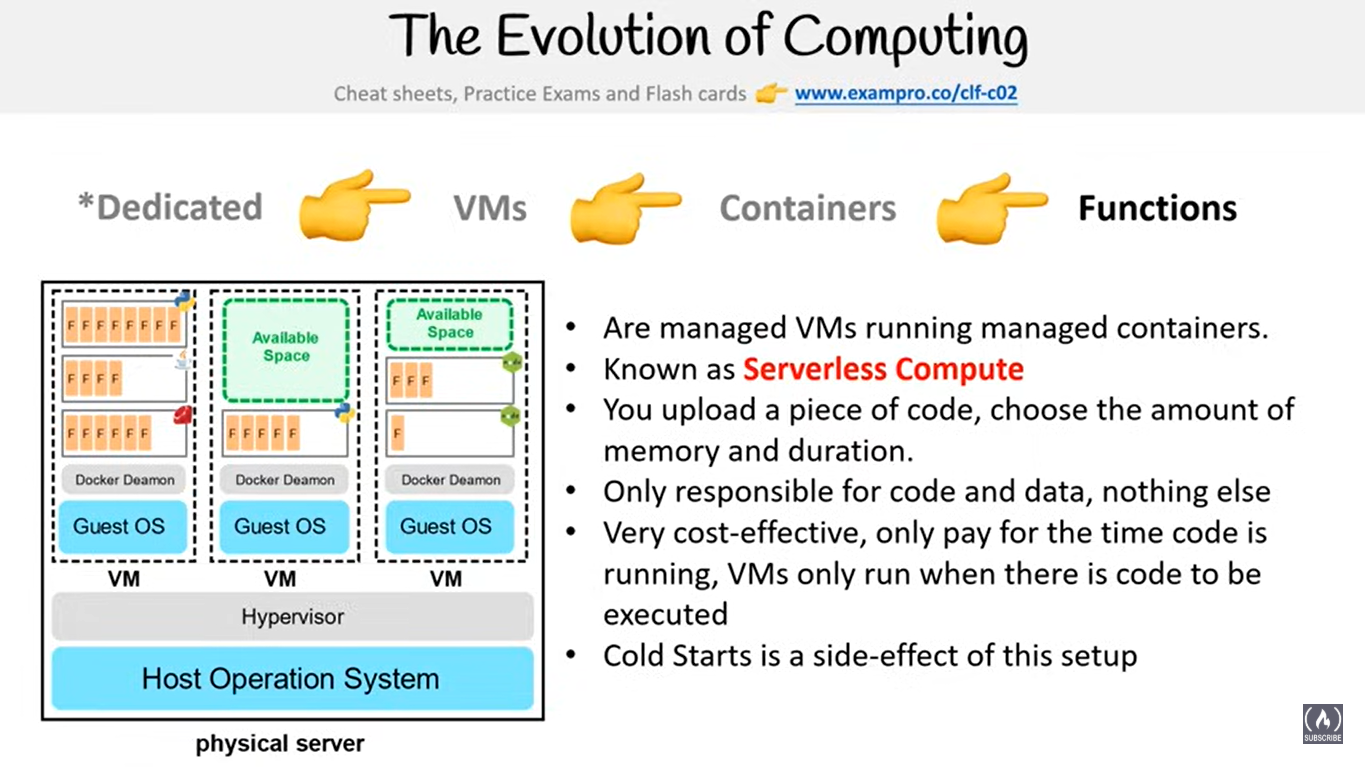 The Evolution of Computing
Cheat sheets, Practice Exams and Flash cards 👉 www.exampro.co/clf-c02
*Dedicated 👉 VMs 👉 Containers 👉 Functions
F F F F F F F F
F F F F
F F F F F F
Docker Deamon
Guest OS
VM
Available
Space
F F F F F
Docker Deamon
Guest OS
VM
Available
Space
F F F
F
Docker Deamon
Guest OS
VM
Hypervisor
Host Operation System
physical server
• Are managed VMs running managed containers.
• Known as Serverless Compute
• You upload a piece of code, choose the amount of
memory and duration.
• Only responsible for code and data, nothing else
• Very cost-effective, only pay for the time code is
running, VMs only run when there is code to be
executed
• Cold Starts is a side-effect of this setup
SUBSCRIBE